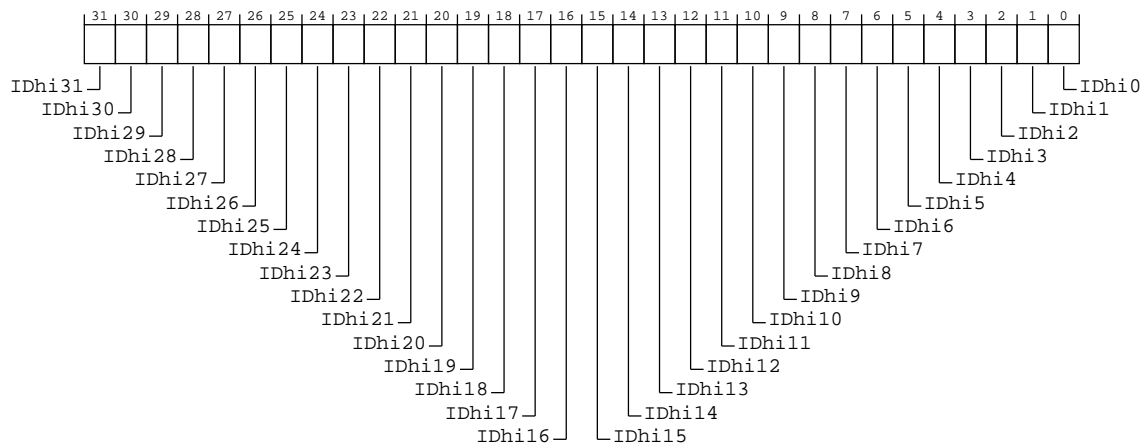 31 30 29 28 27 26 25 24 23 22 21 20 19 18 17 16 15 14 13 12 11 10 9 8 7 6 5 4 3 2 1 0
IDhi31 IDhi0
IDhi30 IDhi1
IDhi29 IDhi2
IDhi28 IDhi3
IDhi27 IDhi4
IDhi26 IDhi5
IDhi25 IDhi6
IDhi24 IDhi7
IDhi23 IDhi8
IDhi22 IDhi9
IDhi21 IDhi10
IDhi20 IDhi11
IDhi19 IDhi12
IDhi18 IDhi13
IDhi17 IDhi14
IDhi16 IDhi15